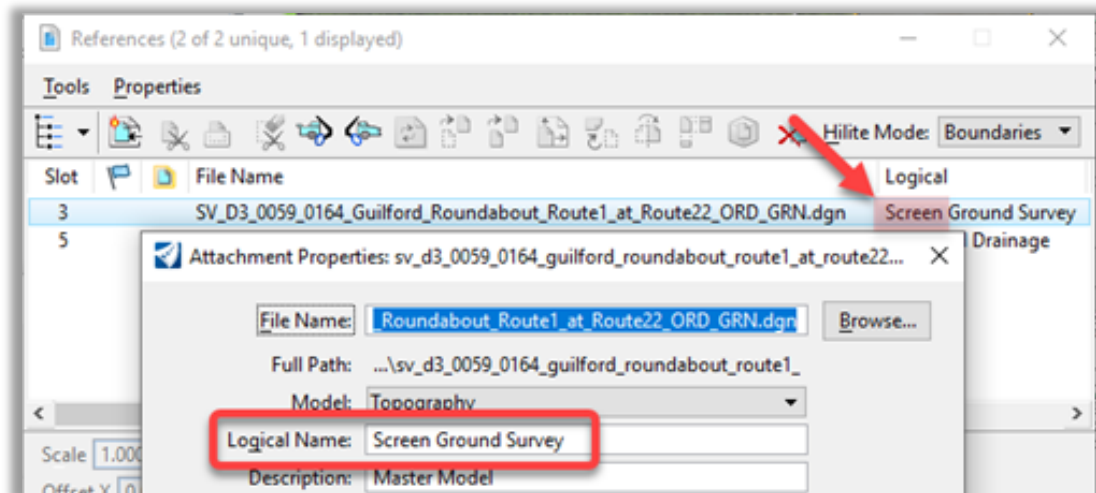 References (2 of 2 unique, 1 displayed)
Tools Properties
Hilite Mode: Boundaries
Slot File Name Logical
3 SV_D3_0059_0164_Guilford_Roundabout_Route1_at_Route22_ORD_GRN.dgn Screen Ground Survey
5 Drainage
Attachment Properties: sv_d3_0059_0164_guilford_roundabout_route1_at_route22...
File Name: _Roundabout_Route1_at_Route22_ORD_GRN.dgn Browse...
Full Path: ...\sv_d3_0059_0164_guilford_roundabout_route1_
Model: Topography
Logical Name: Screen Ground Survey
Scale 1.000
Description: Master Model
Offset X 0